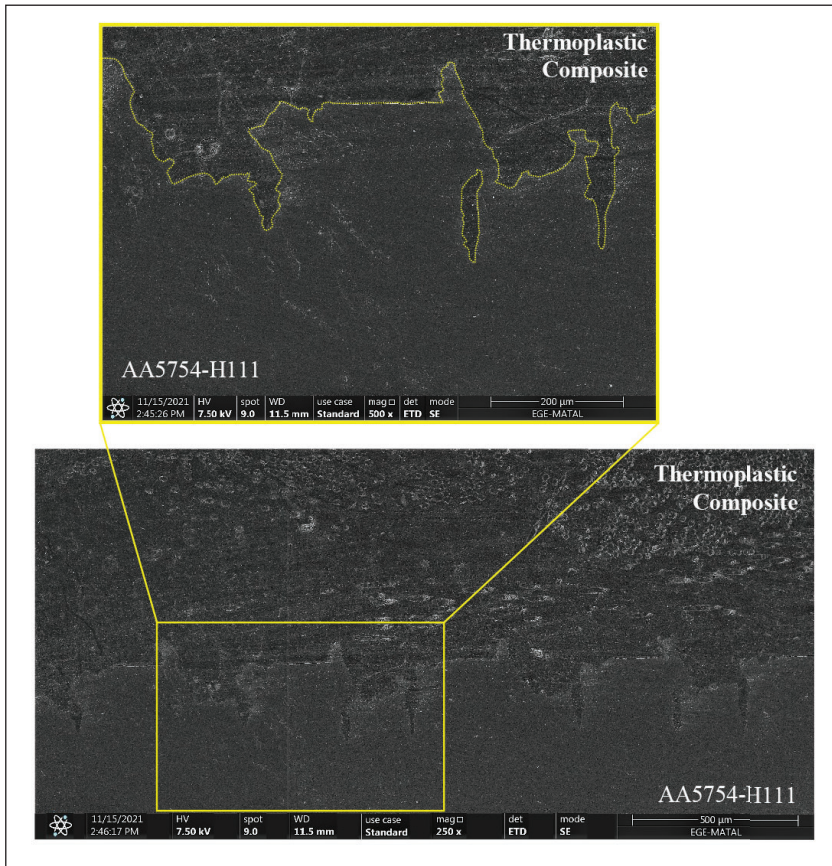 Thermoplastic
Composite
AA5754-H111
11/15/2021 HV spot WD use case mag □ det mode 200 µm
2:45:26 PM 7.50 kV 9.0 11.5 mm Standard 500 x ETD SE EGE-MATAL
Thermoplastic
Composite
AA5754-H111
11/15/2021 HV spot WD use case mag □ det mode 500 µm
2:46:17 PM 7.50 kV 9.0 11.5 mm Standard 250 x ETD SE EGE-MATAL